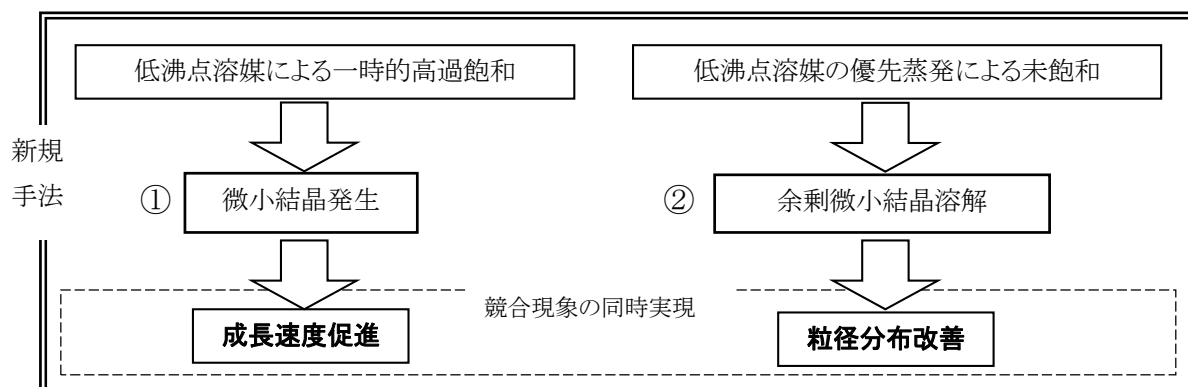 低沸点溶媒による一時的高過飽和
低沸点溶媒の優先蒸発による未飽和
新規
手法
① 微小結晶発生
② 余剰微小結晶溶解
競合現象の同時実現
成長速度促進
粒径分布改善